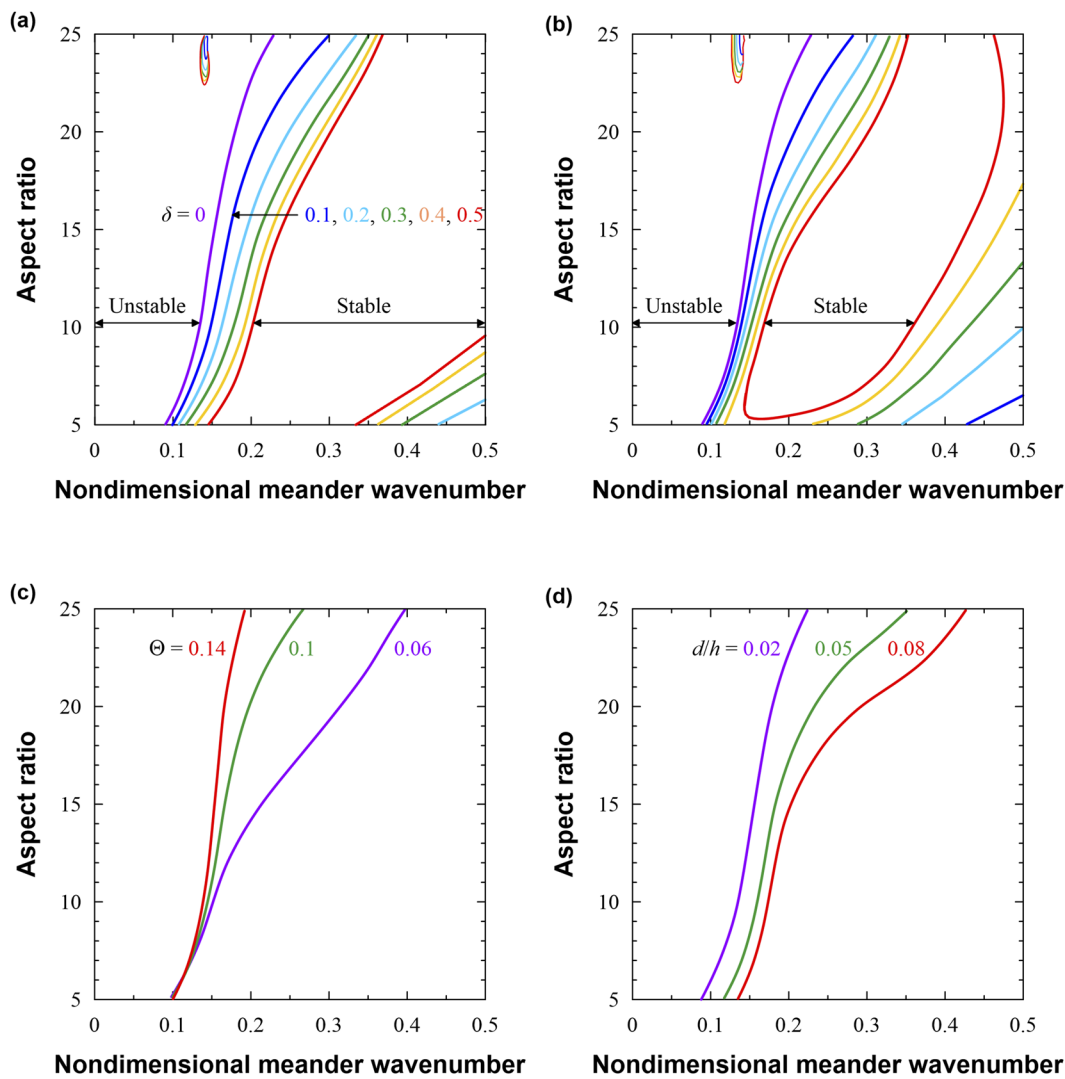 (a)
25
20
15
10
5
Aspect ratio
δ = 0
0.1, 0.2, 0.3, 0.4, 0.5
Unstable
Stable
0 0.1 0.2 0.3 0.4 0.5
Nondimensional meander wavenumber
(b)
25
20
15
10
5
Aspect ratio
Unstable
Stable
0 0.1 0.2 0.3 0.4 0.5
Nondimensional meander wavenumber
(c)
25
20
15
10
5
Aspect ratio
Θ = 0.14 0.1 0.06
0 0.1 0.2 0.3 0.4 0.5
Nondimensional meander wavenumber
(d)
25
20
15
10
5
Aspect ratio
d/h = 0.02 0.05 0.08
0 0.1 0.2 0.3 0.4 0.5
Nondimensional meander wavenumber